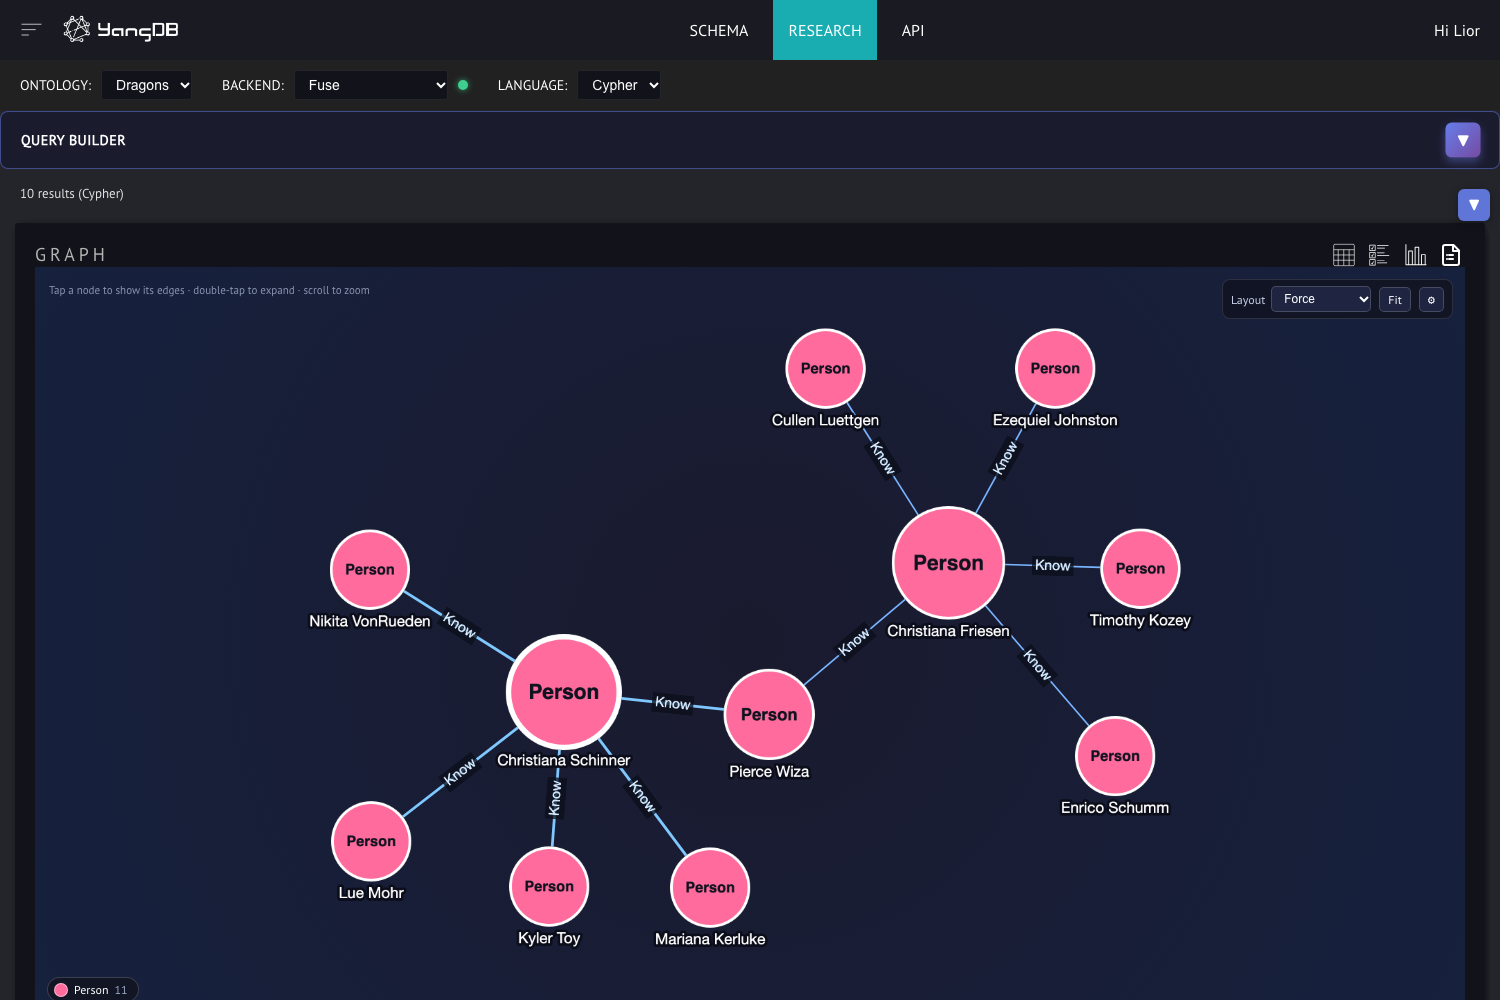 YangDB
SCHEMA
RESEARCH
API
Hi Lior
ONTOLOGY: Dragons
BACKEND: Fuse
LANGUAGE: Cypher
QUERY BUILDER
10 results (Cypher)
GRAPH
Tap a node to show its edges · double-tap to expand · scroll to zoom
Layout Force Fit
Person
Cullen Luettgen
Person
Ezequiel Johnston
Know
Know
Person
Christiana Friesen
Know
Person
Timothy Kozey
Person
Nikita VonRueden
Know
Know
Know
Person
Christiana Schinner
Know
Person
Pierce Wiza
Person
Enrico Schumm
Know
Know
Know
Person
Lue Mohr
Person
Kyler Toy
Person
Mariana Kerluke
Person 11